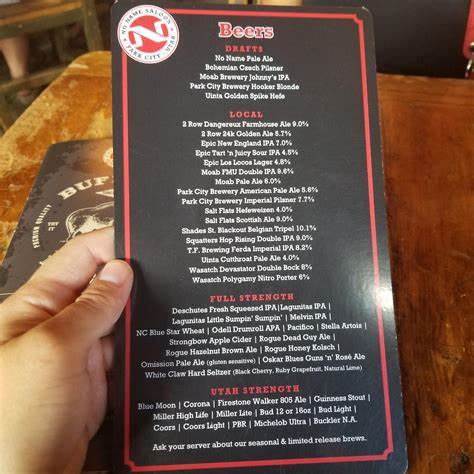 NO NAME SALOON
N
PARK CITY, UTAH
Beers
DRAFTS
No Name Pale Ale
Bohemian Czech Pilsner
Moab Brewery Johnny's IPA
Park City Brewery Hooker Blonde
Uinta Golden Spike Hefe
LOCAL
2 Row Dangereux Farmhouse Ale 9.0%
2 Row 24k Golden Ale 5.7%
Epic New England IPA 7.0%
Epic Tart 'n Juicy Sour IPA 4.5%
Epic Los Locos Lager 4.8%
Moab FMU Double IPA 9.6%
Moab Pale Ale 6.0%
Park City Brewery American Pale Ale 5.6%
Park City Brewery Imperial Pilsner 7.7%
Salt Flats Hefeweizen 4.0%
Salt Flats Scottish Ale 9.0%
Shades St. Blackout Belgian Tripel 10.1%
Squatters Hop Rising Double IPA 9.0%
T.F. Brewing Ferda Imperial IPA 8.2%
Uinta Cutthroat Pale Ale 4.0%
Wasatch Devastator Double Bock 8%
Wasatch Polygamy Nitro Porter 6%
FULL STRENGTH
Deschutes Fresh Squeezed IPA|Lagunitas IPA |
Lagunitas Little Sumpin' Sumpin' | Melvin IPA |
NC Blue Star Wheat | Odell Drumroll APA | Pacifico | Stella Artois |
Strongbow Apple Cider | Rogue Dead Guy Ale |
Rogue Hazelnut Brown Ale | Rogue Honey Kolsch |
Omission Pale Ale (gluten sensitive) | Oskar Blues Guns 'n' Rosé Ale
White Claw Hard Seltzer (Black Cherry, Ruby Grapefruit, Natural Lime)
UTAH STRENGTH
Blue Moon | Corona | Firestone Walker 805 Ale | Guinness Stout |
Miller High Life | Miller Lite | Bud 12 or 16oz | Bud Light |
Coors | Coors Light | PBR | Michelob Ultra | Buckler N.A.
Ask your server about our seasonal & limited release brews.
BUF